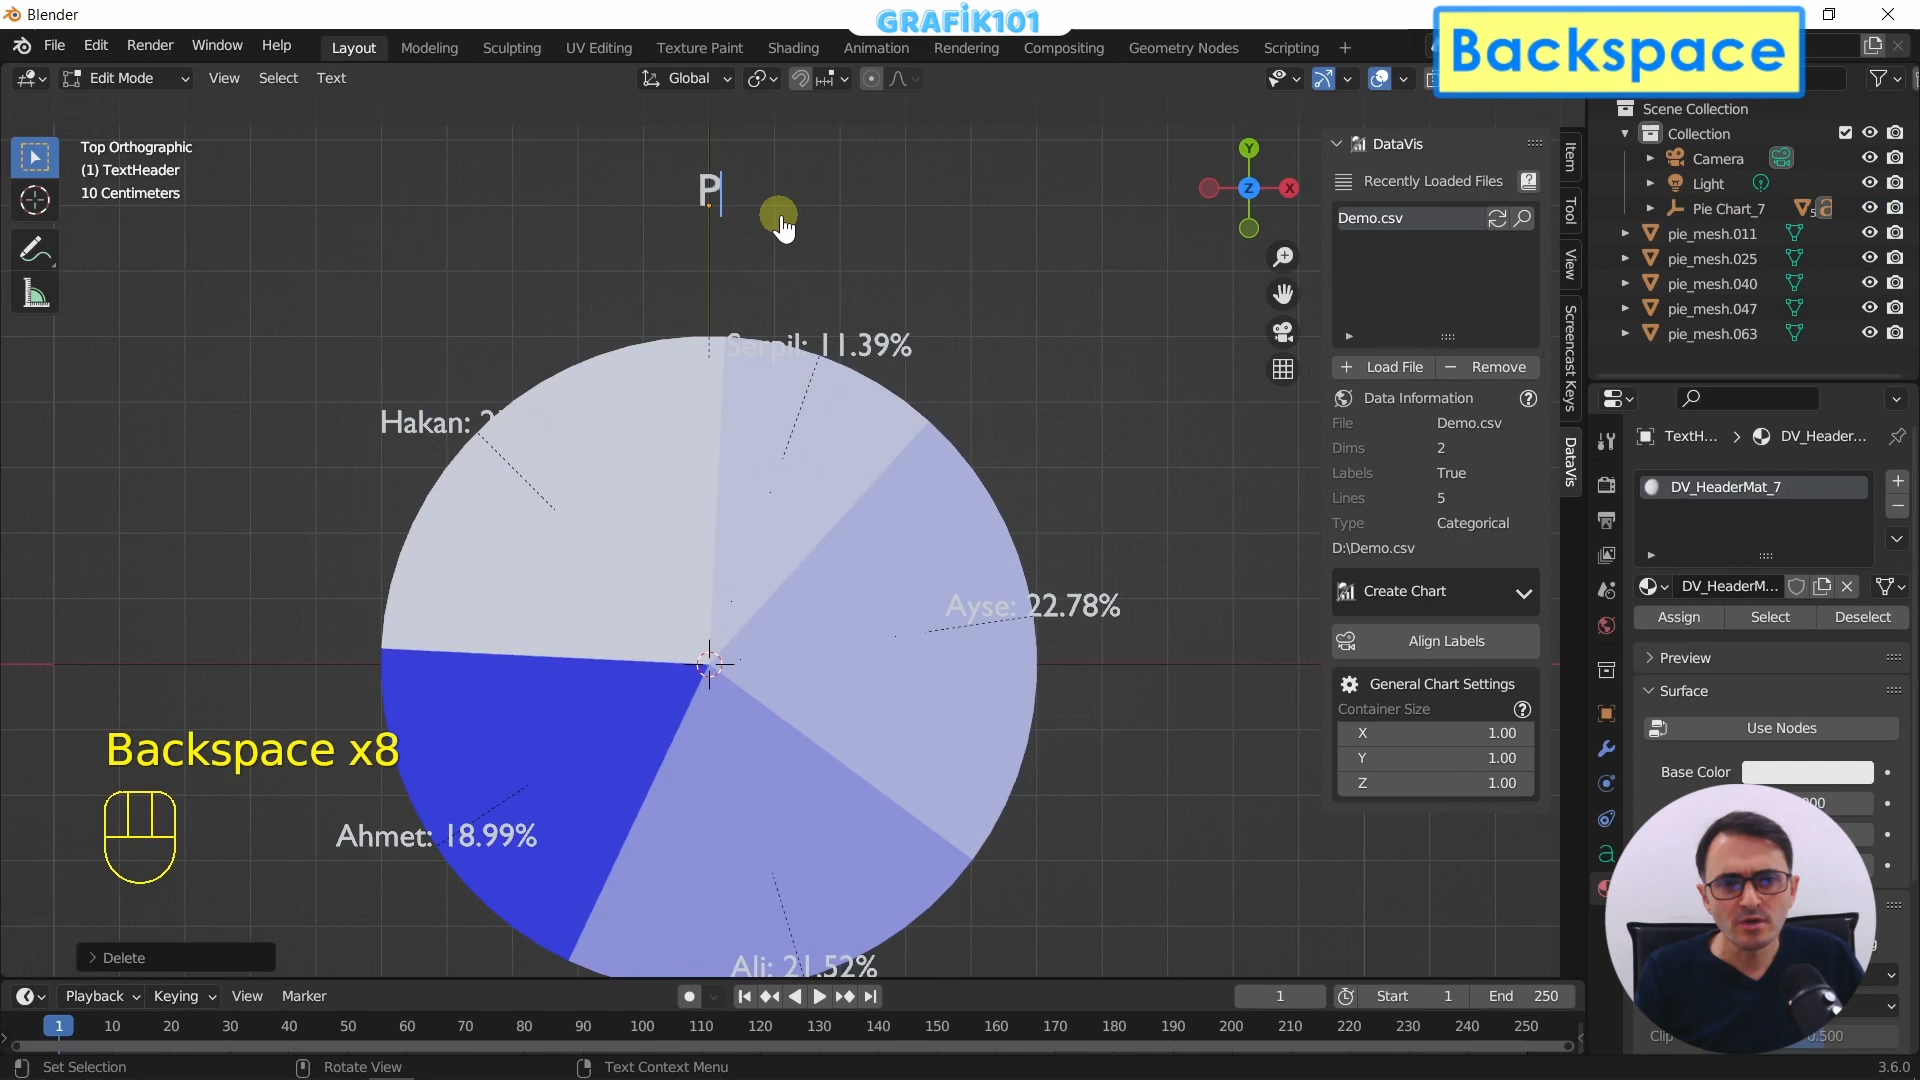 Blender
GRAFİK101
Backspace
File Edit Render Window Help
Layout Modeling Sculpting UV Editing Texture Paint Shading Animation Rendering Compositing Geometry Nodes Scripting
Edit Mode View Select Text
Global
Top Orthographic
(1) TextHeader
10 Centimeters
P
Serpil: 11.39%
Hakan:
Ayse: 22.78%
Ahmet: 18.99%
Ali: 21.52%
Y
Z
X
Backspace x8
Delete
DataVis
Recently Loaded Files
Demo.csv
Load File
Remove
Data Information
File Demo.csv
Dims 2
Labels True
Lines 5
Type Categorical
D:\Demo.csv
Create Chart
Align Labels
General Chart Settings
Container Size
X 1.00
Y 1.00
Z 1.00
Item
Tool
View
Screencast Keys
DataVis
Scene Collection
Collection
Camera
Light
Pie Chart_7
5
pie_mesh.011
pie_mesh.025
pie_mesh.040
pie_mesh.047
pie_mesh.063
TextH... DV_Header...
DV_HeaderMat_7
DV_HeaderM...
Assign Select Deselect
Preview
Surface
Use Nodes
Base Color
Playback Keying View Marker
1 Start 1 End 250
1 10 20 30 40 50 60 70 80 90 100 110 120 130 140 150 160 170 180 190 200 210 220 230 240 250
Set Selection Rotate View Text Context Menu
3.6.0